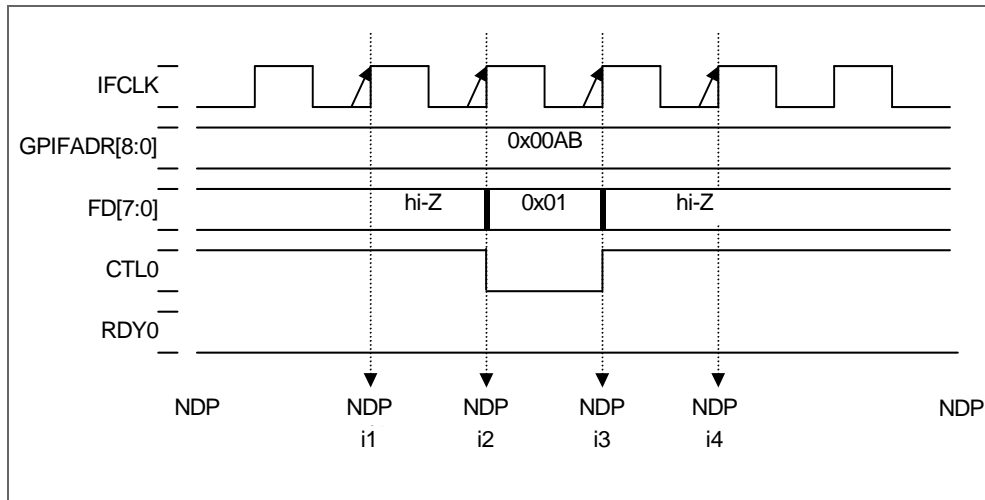 IFCLK
GPIFADR[8:0]
0x00AB
FD[7:0]
hi-Z
0x01
hi-Z
CTL0
RDY0
NDP NDP NDP NDP NDP NDP
i1 i2 i3 i4